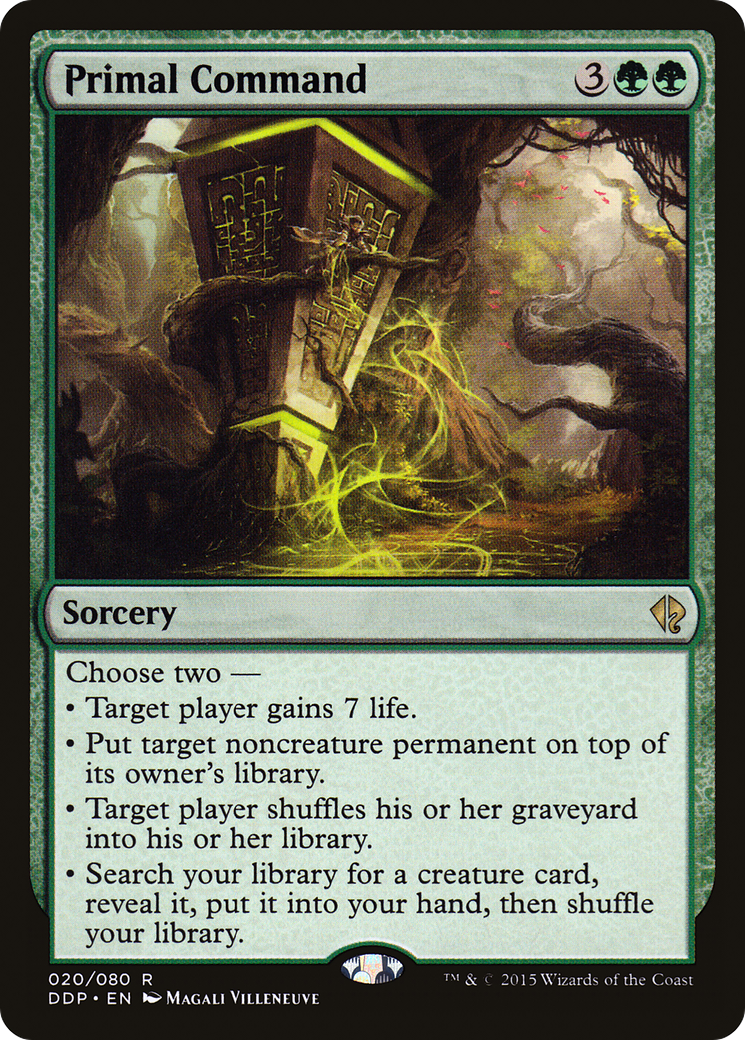 Primal Command 3
Sorcery
Choose two —
• Target player gains 7 life.
• Put target noncreature permanent on top of
its owner's library.
• Target player shuffles his or her graveyard
into his or her library.
• Search your library for a creature card,
reveal it, put it into your hand, then shuffle
your library.
020/080 R
DDP • EN Magali Villeneuve
™ & © 2015 Wizards of the Coast